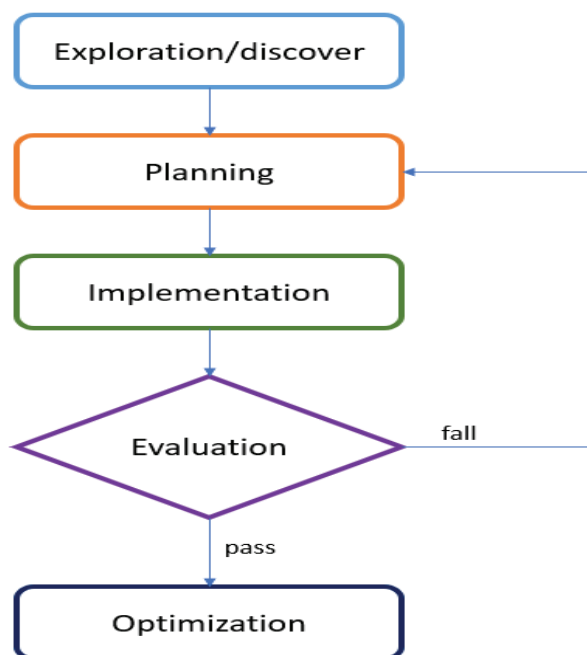 Exploration/discover
Planning
Implementation
Evaluation
fall
pass
Optimization